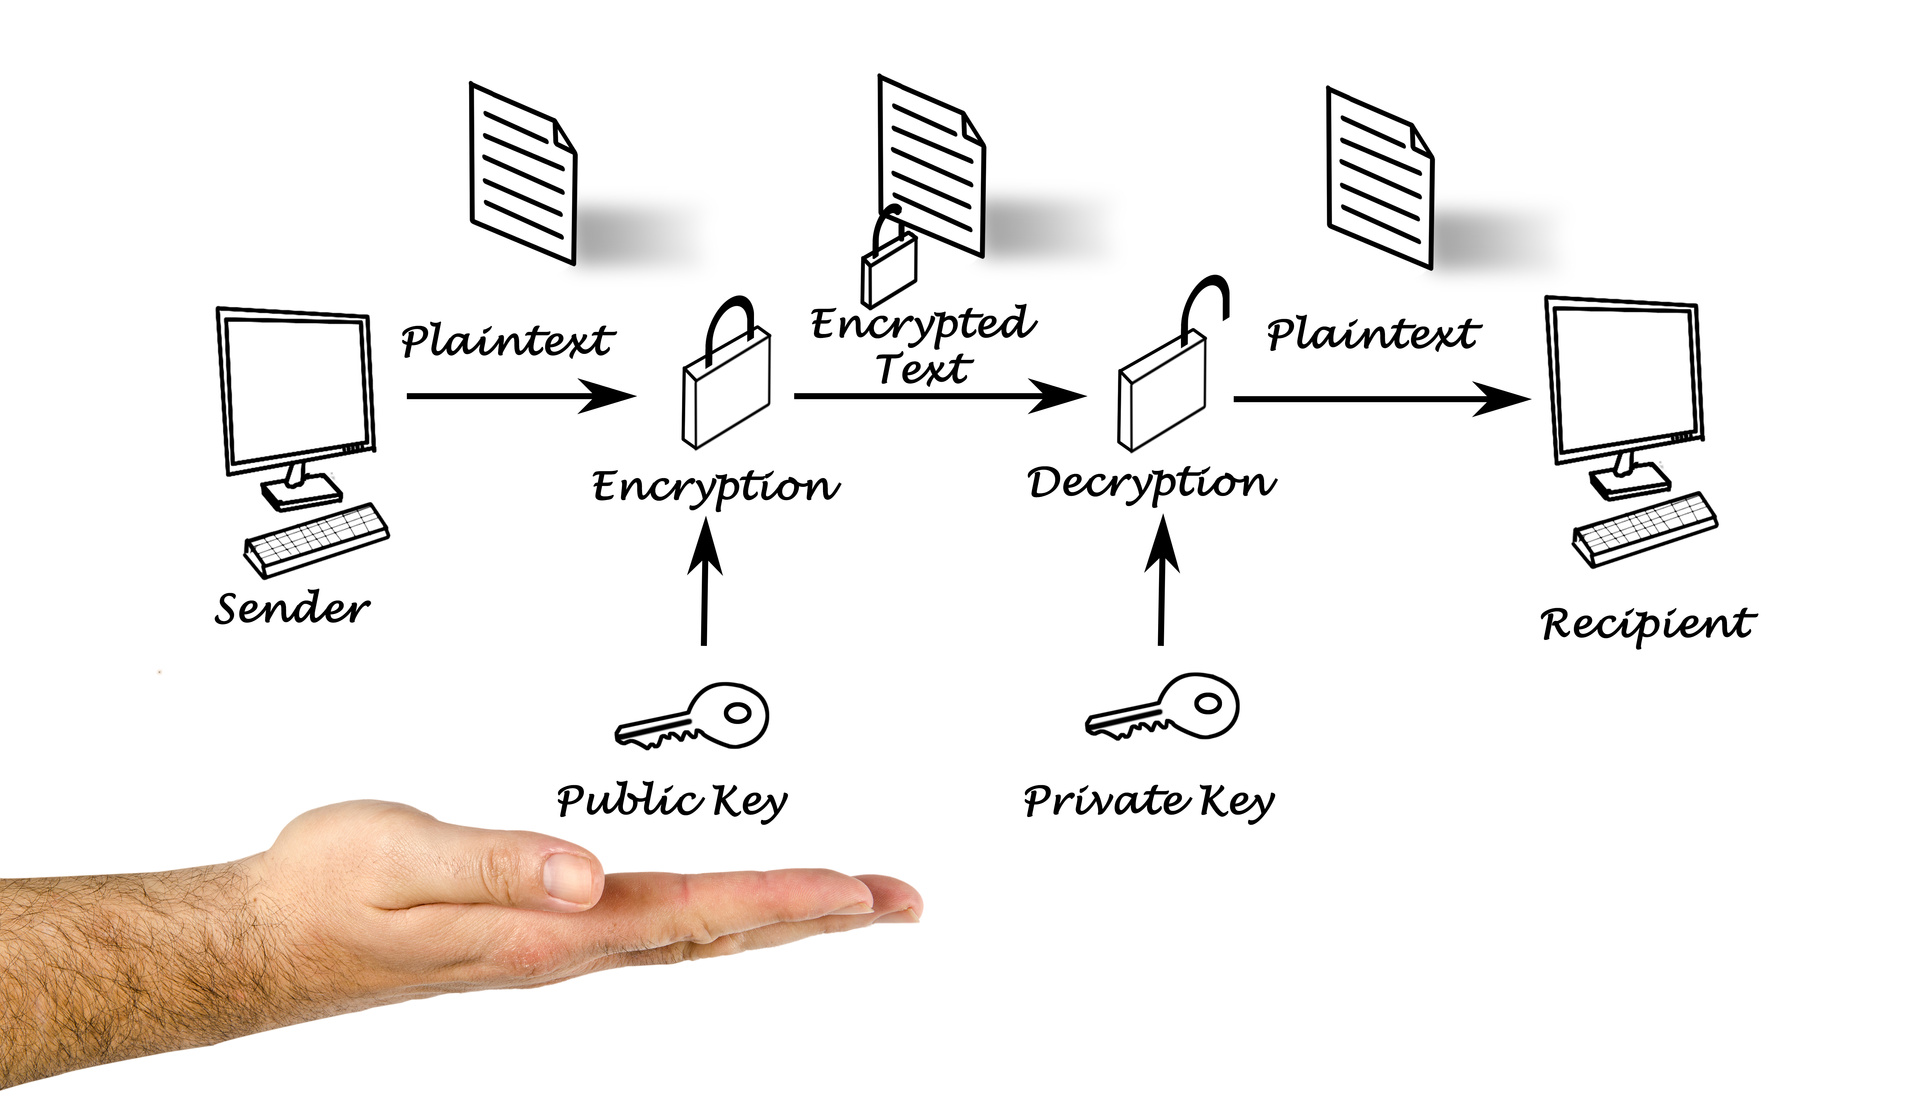 Plaintext
Encrypted
Text
Plaintext
Encryption
Decryption
Sender
Recipient
Public Key
Private Key